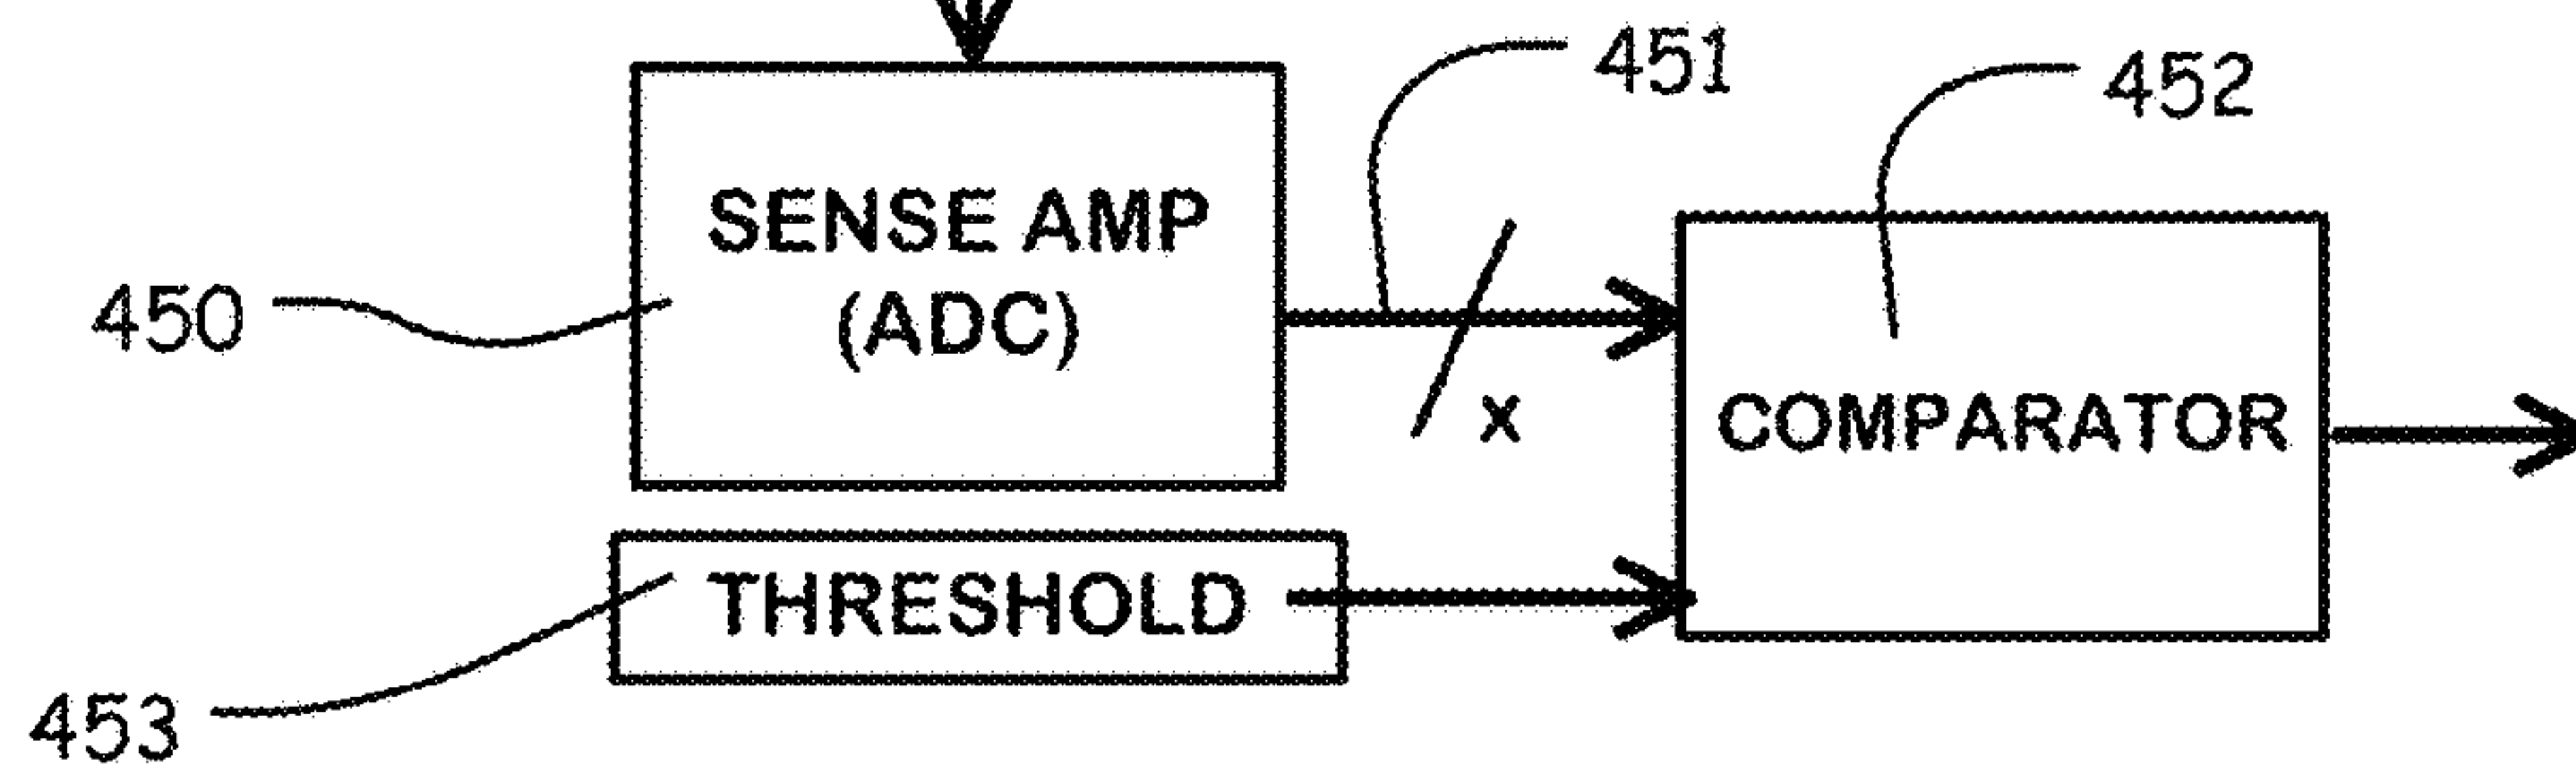 451
452
SENSE AMP
(ADC)
450
x
COMPARATOR
THRESHOLD
453